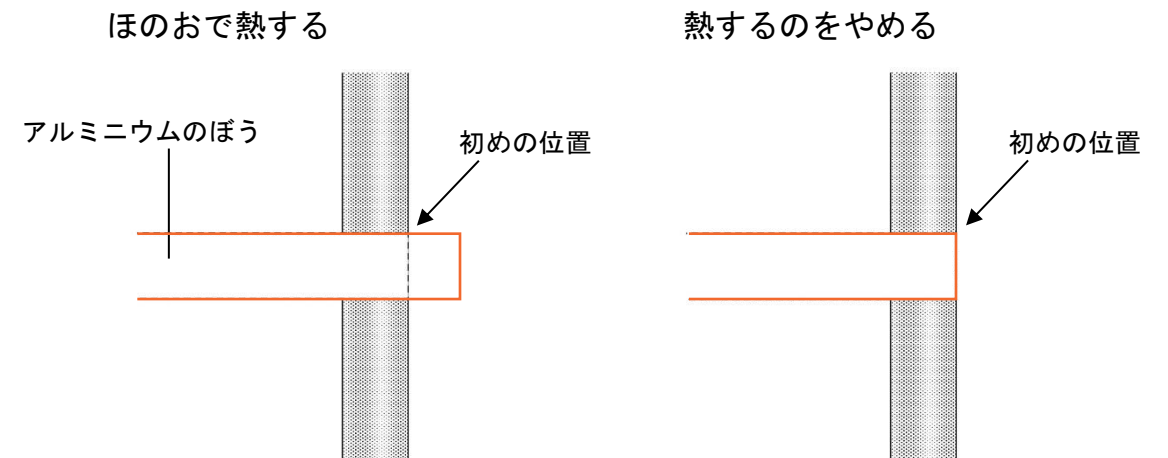 ほのおで熱する
熱するのをやめる
アルミニウムのぼう
初めの位置
初めの位置